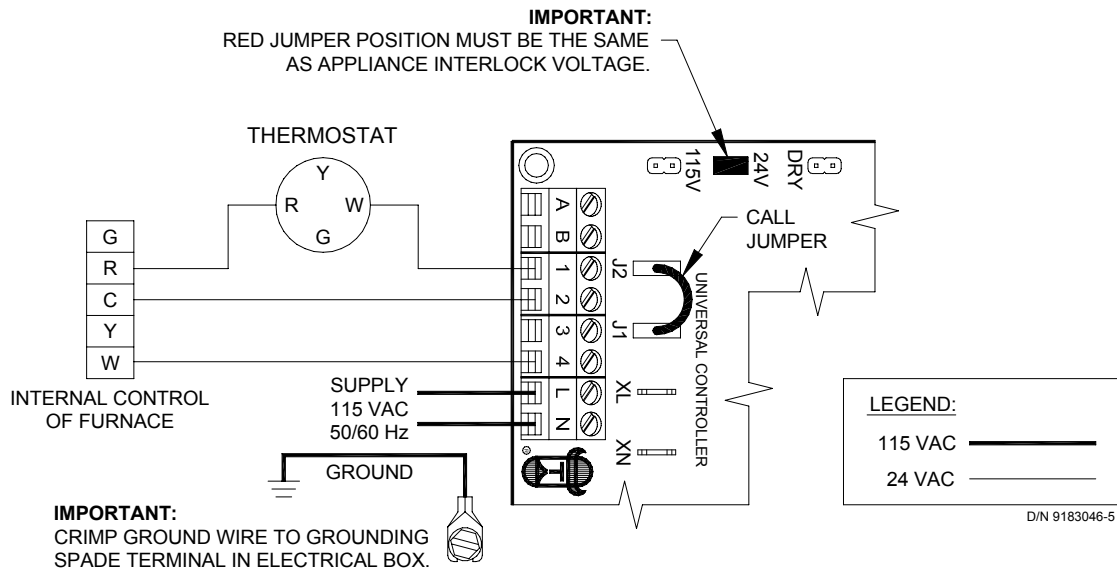 IMPORTANT:
RED JUMPER POSITION MUST BE THE SAME
AS APPLIANCE INTERLOCK VOLTAGE.
THERMOSTAT
Y
R W
G
G
R
C
Y
W
INTERNAL CONTROL
OF FURNACE
115V
24V
DRY
CALL
JUMPER
A
B
1
2
3
4
L
N
J2
J1
XL
XN
UNIVERSAL CONTROLLER
T
SUPPLY
115 VAC
50/60 Hz
GROUND
IMPORTANT:
CRIMP GROUND WIRE TO GROUNDING
SPADE TERMINAL IN ELECTRICAL BOX.
LEGEND:
115 VAC
24 VAC
D/N 9183046-5